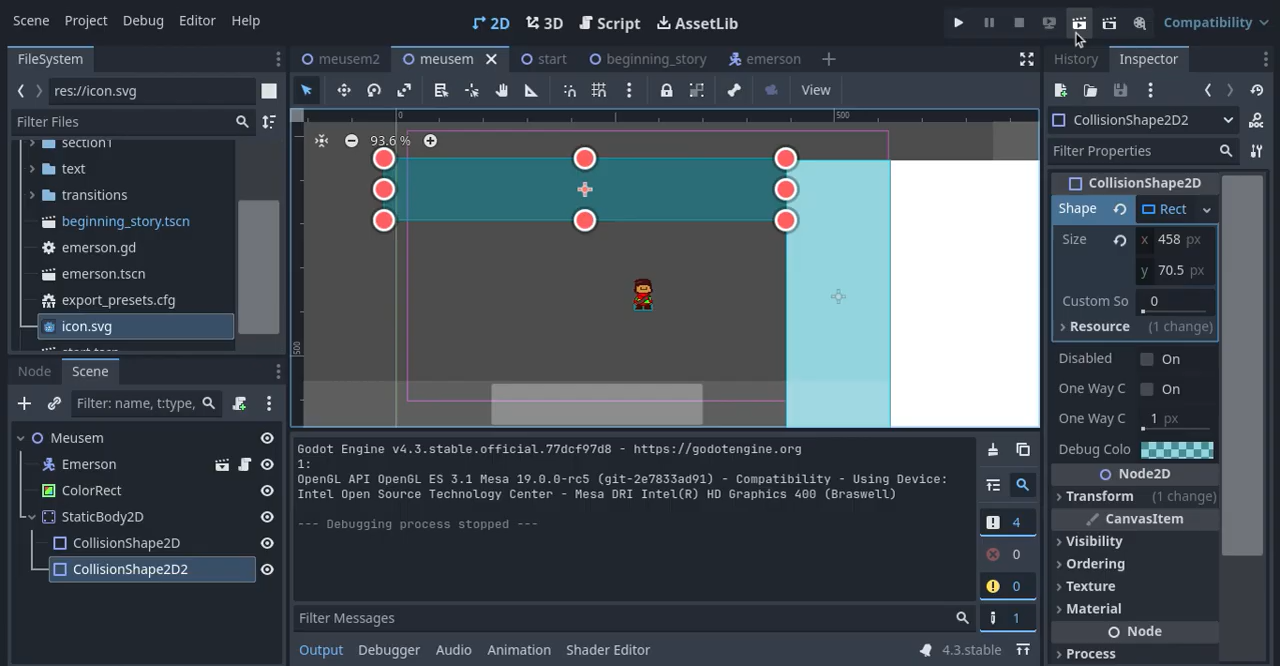 Scene Project Debug Editor Help
2D 3D Script AssetLib
Compatibility
FileSystem
res://icon.svg
Filter Files
section1
text
transitions
beginning_story.tscn
emerson.gd
emerson.tscn
export_presets.cfg
icon.svg
Node Scene
Filter: name, t:type,
Meusem
Emerson
ColorRect
StaticBody2D
CollisionShape2D
CollisionShape2D2
meusem2 meusem start beginning_story emerson
View
0 500
93.6 %
500
Godot Engine v4.3.stable.official.77dcf97d8 - https://godotengine.org
1:
OpenGL API OpenGL ES 3.1 Mesa 19.0.0-rc5 (git-2e7833ad91) - Compatibility - Using Device:
Intel Open Source Technology Center - Mesa DRI Intel(R) HD Graphics 400 (Braswell)
--- Debugging process stopped ---
4
0
0
1
Filter Messages
Output Debugger Audio Animation Shader Editor 4.3.stable
History Inspector
CollisionShape2D2
Filter Properties
CollisionShape2D
Shape Rect
Size x 458 px
y 70.5 px
Custom So 0
Resource (1 change)
Disabled On
One Way C On
One Way C 1 px
Debug Colo
Node2D
Transform (1 change)
CanvasItem
Visibility
Ordering
Texture
Material
Node
Process